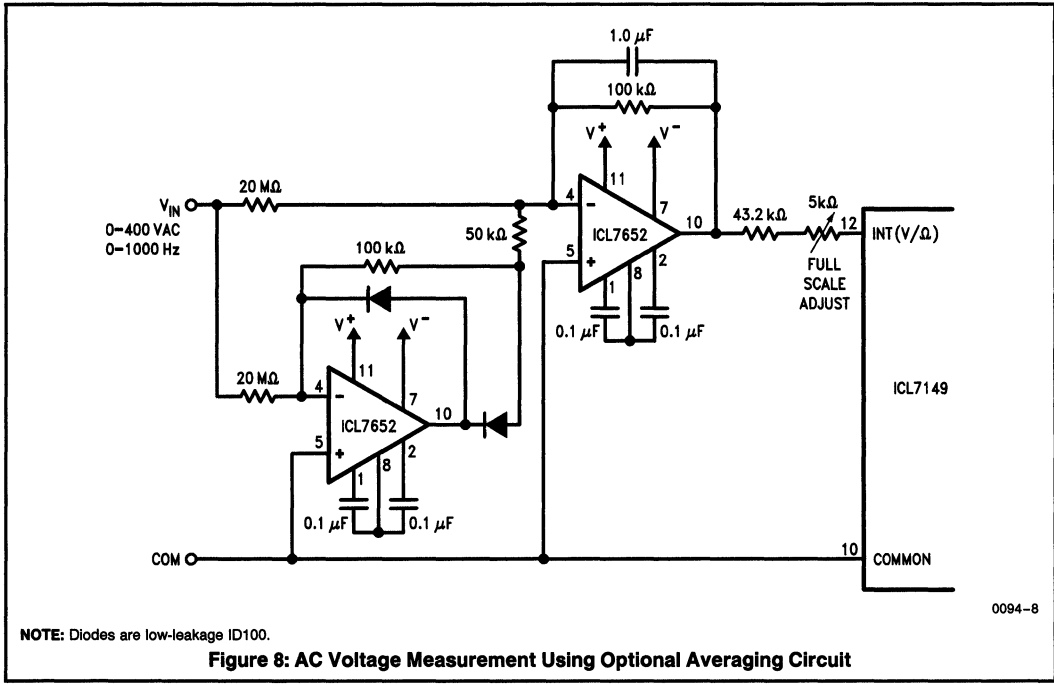 1.0 µF
100 kΩ
V+
V-
11
20 MΩ
4
-
7
VIN
0–400 VAC
0–1000 Hz
50 kΩ
ICL7652
10
43.2 kΩ
5kΩ
12
INT (V/Ω)
5
+
8
2
1
FULL
SCALE
ADJUST
100 kΩ
0.1 µF
0.1 µF
V+
V-
20 MΩ
11
4
-
7
ICL7652
10
ICL7149
5
+
8
2
1
0.1 µF
0.1 µF
COM
10
COMMON
0094–8
NOTE: Diodes are low-leakage ID100.
Figure 8: AC Voltage Measurement Using Optional Averaging Circuit